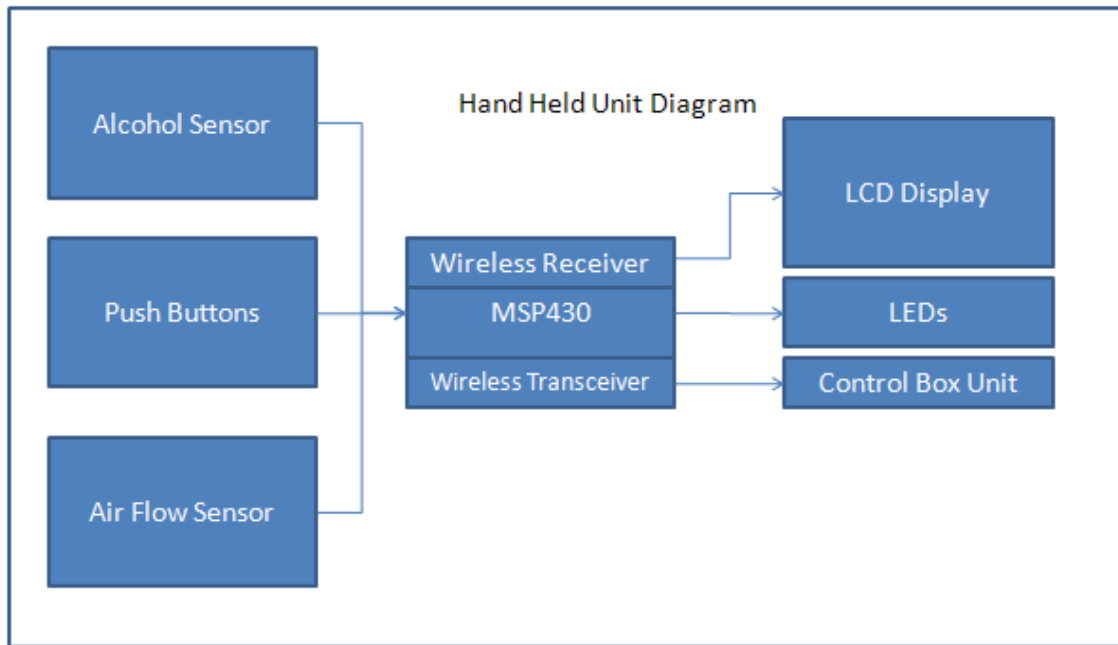 Hand Held Unit Diagram
Alcohol Sensor
Push Buttons
Air Flow Sensor
Wireless Receiver
MSP430
Wireless Transceiver
LCD Display
LEDs
Control Box Unit